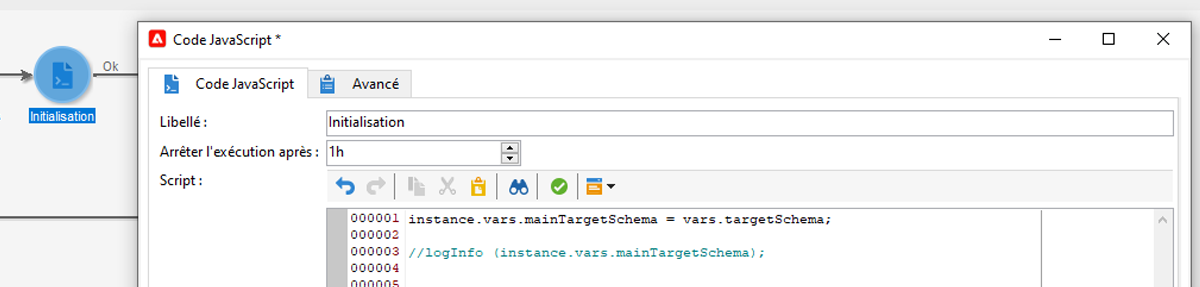 Code JavaScript *
Ok
Code JavaScript
Avancé
Initialisation
Libellé :
Initialisation
Arrêter l'exécution après :
1h
Script :
000001 instance.vars.mainTargetSchema = vars.targetSchema;
000002
000003 //logInfo (instance.vars.mainTargetSchema);
000004
000005